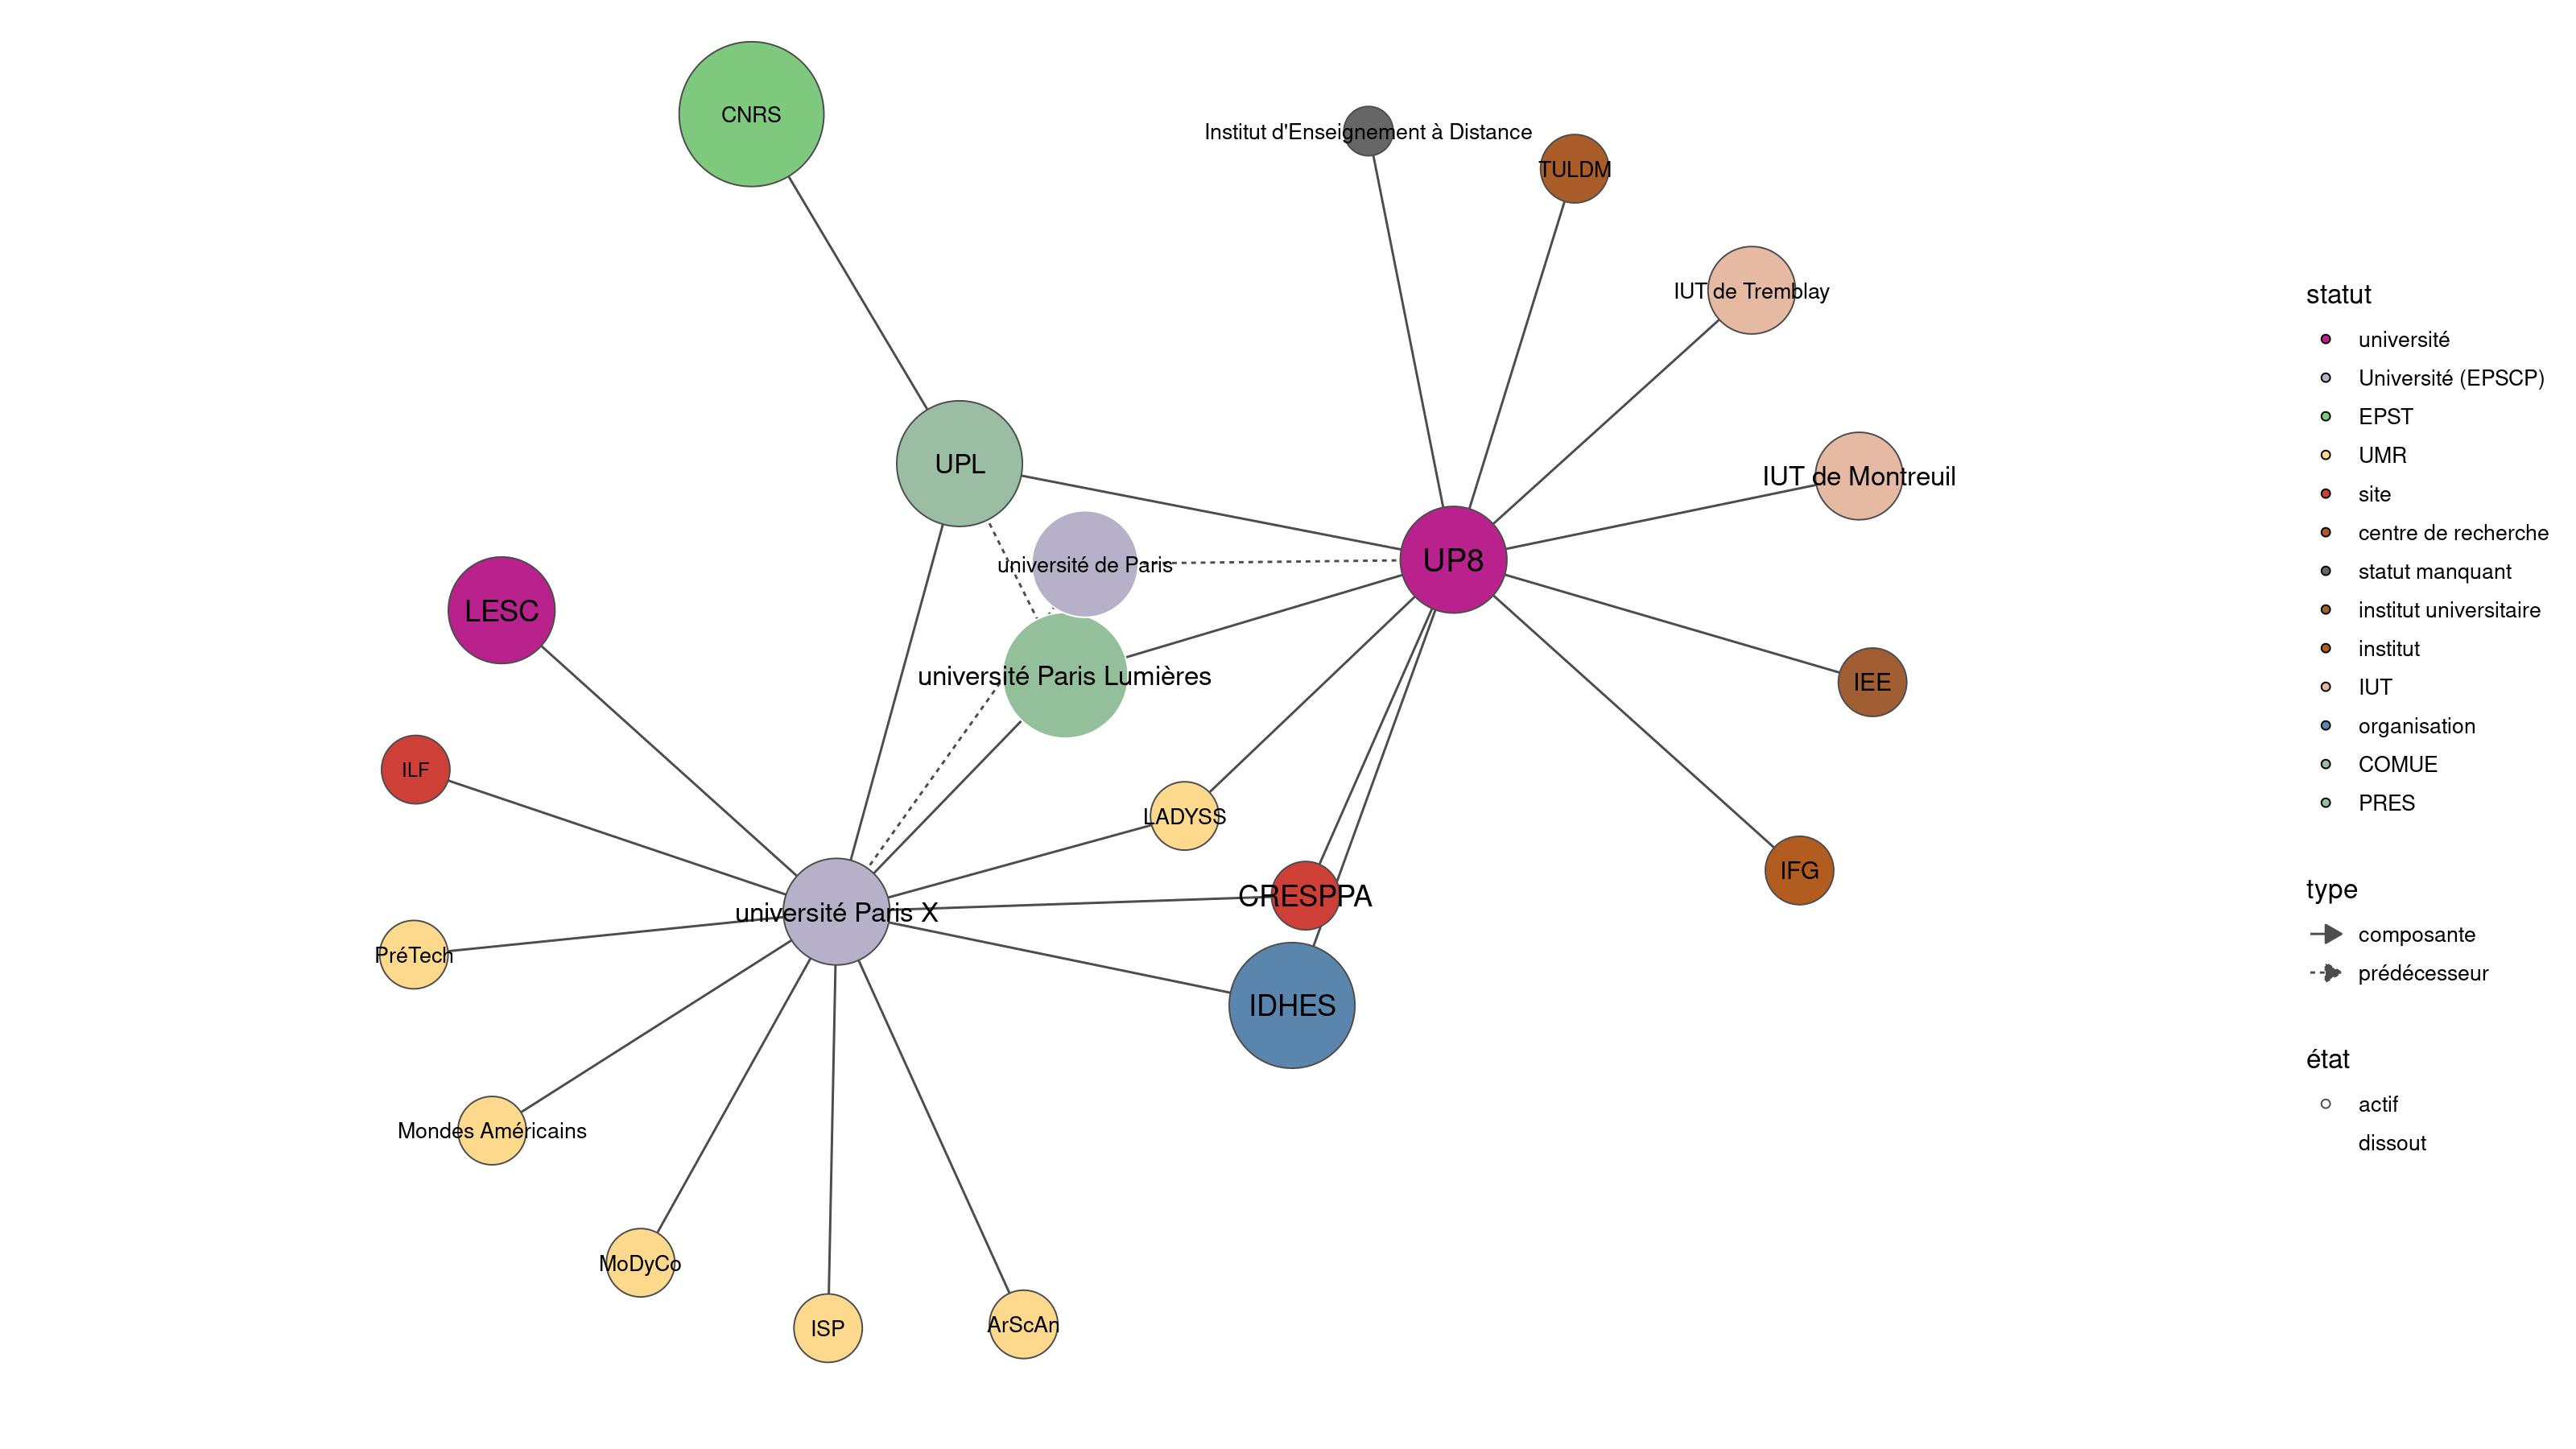 CNRS
Institut d'Enseignement à Distance
TULDM
IUT de Tremblay
UPL
IUT de Montreuil
université de Paris
UP8
LESC
université Paris Lumières
IEE
ILF
LADYSS
IFG
CRESPPA
université Paris X
PréTech
IDHES
Mondes Américains
MoDyCo
ISP
ArScAn
statut
université
Université (EPSCP)
EPST
UMR
site
centre de recherche
statut manquant
institut universitaire
institut
IUT
organisation
COMUE
PRES
type
composante
prédécesseur
état
actif
dissout